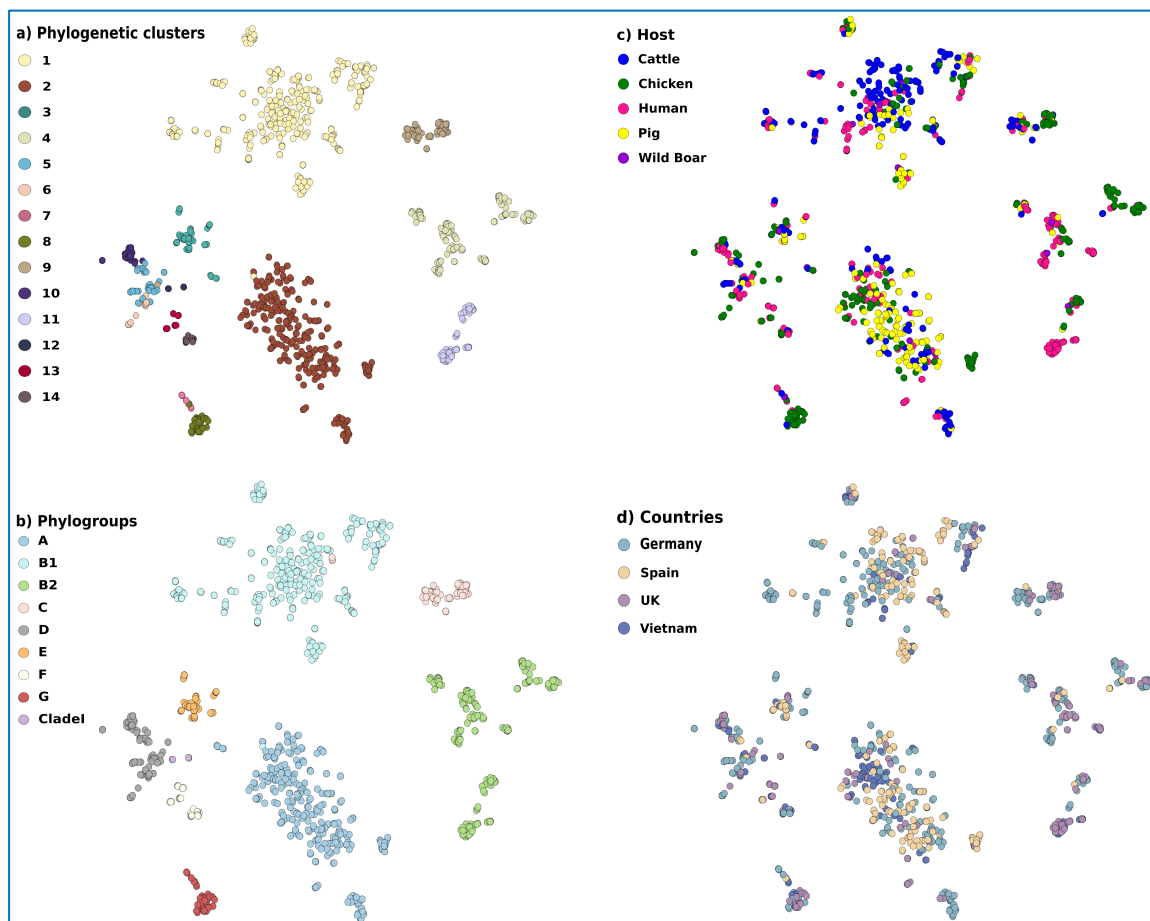 a) Phylogenetic clusters
1
2
3
4
5
6
7
8
9
10
11
12
13
14
c) Host
Cattle
Chicken
Human
Pig
Wild Boar
b) Phylogroups
A
B1
B2
C
D
E
F
G
CladeI
d) Countries
Germany
Spain
UK
Vietnam